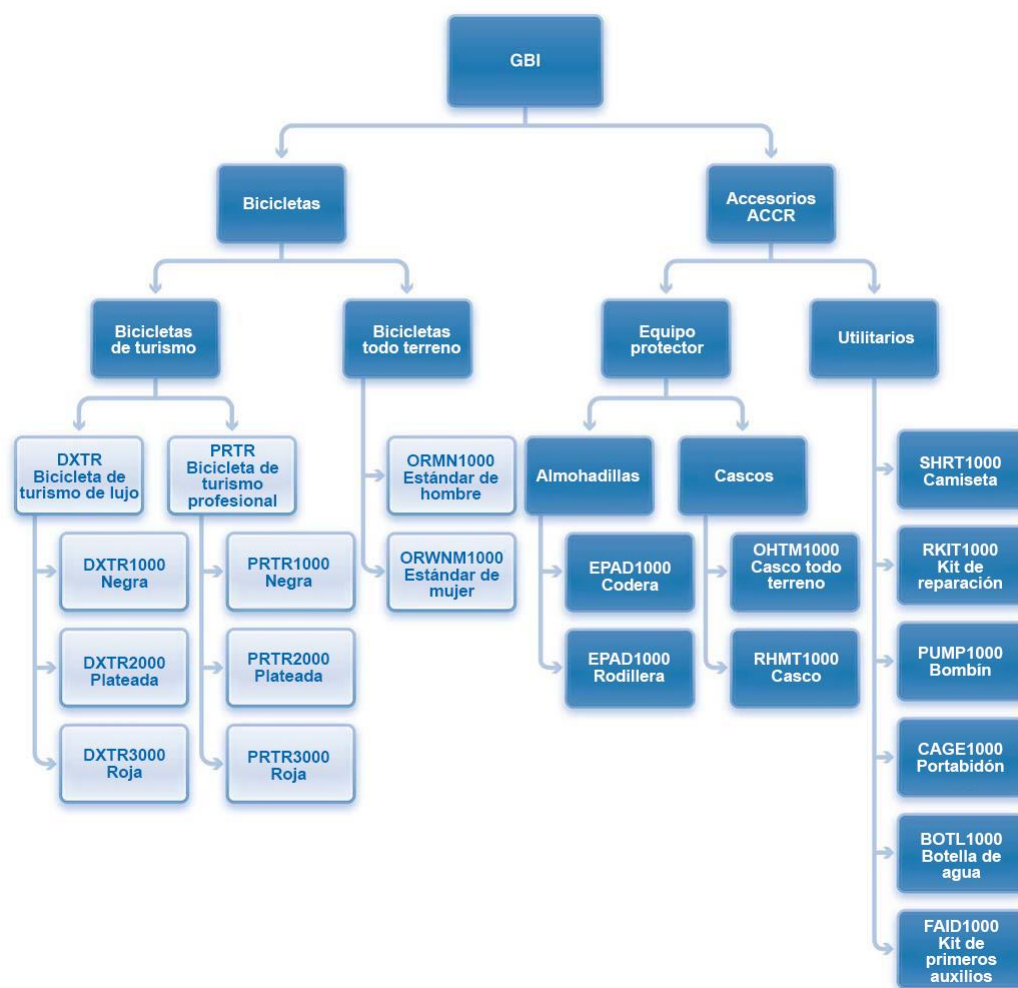 GBI
Bicicletas
Accesorios
ACCR
Bicicletas
de turismo
Bicicletas
todo terreno
Equipo
protector
Utilitarios
DXTR
Bicicleta de
turismo de lujo
PRTR
Bicicleta de
turismo
profesional
ORMN1000
Estándar de
hombre
ORWNM1000
Estándar de
mujer
Almohadillas
Cascos
DXTR1000
Negra
DXTR2000
Plateada
DXTR3000
Roja
PRTR1000
Negra
PRTR2000
Plateada
PRTR3000
Roja
EPAD1000
Codera
EPAD1000
Rodillera
OHTM1000
Casco todo
terreno
RHMT1000
Casco
SHRT1000
Camiseta
RKIT1000
Kit de
reparación
PUMP1000
Bombín
CAGE1000
Portabidón
BOTL1000
Botella de
agua
FAID1000
Kit de
primeros
auxilios